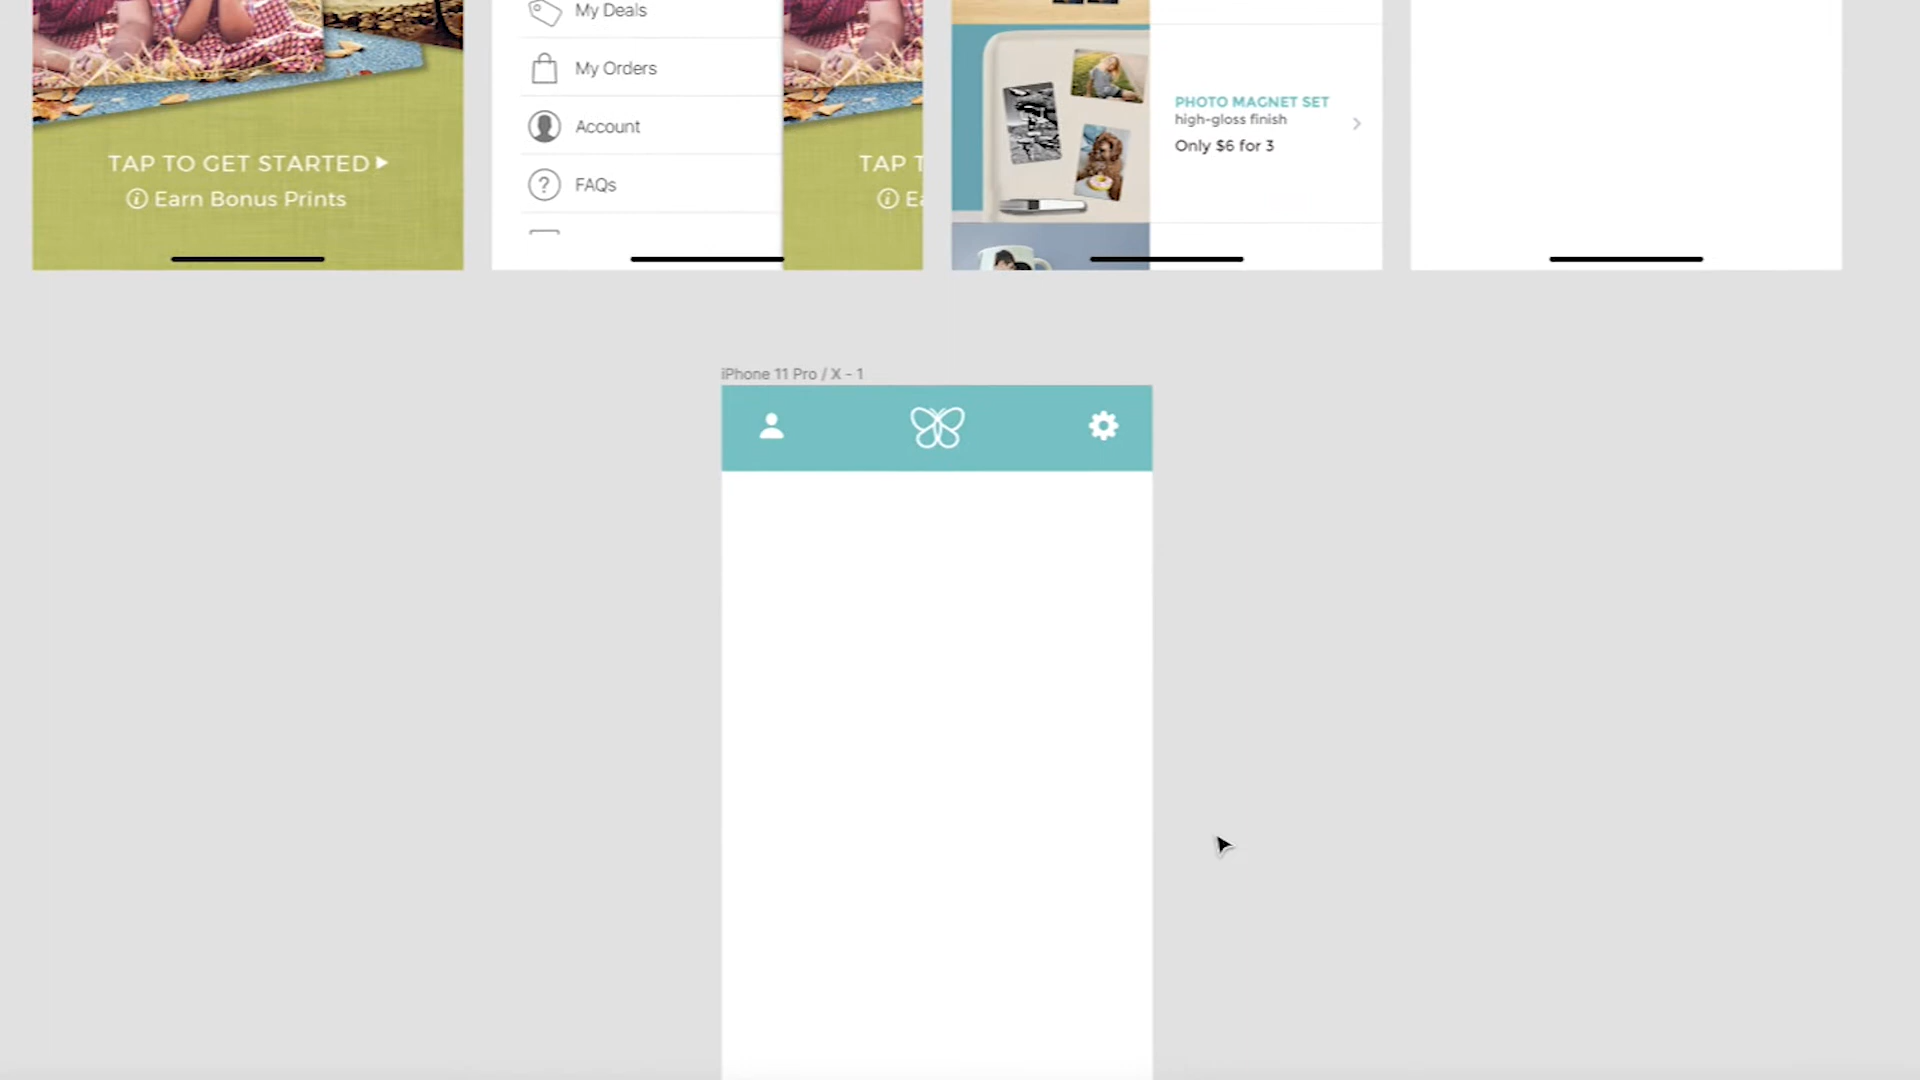 My Deals
My Orders
Account
FAQs
TAP TO GET STARTED
Earn Bonus Prints
TAP T
Ea
PHOTO MAGNET SET
high-gloss finish
Only $6 for 3
iPhone 11 Pro / X - 1